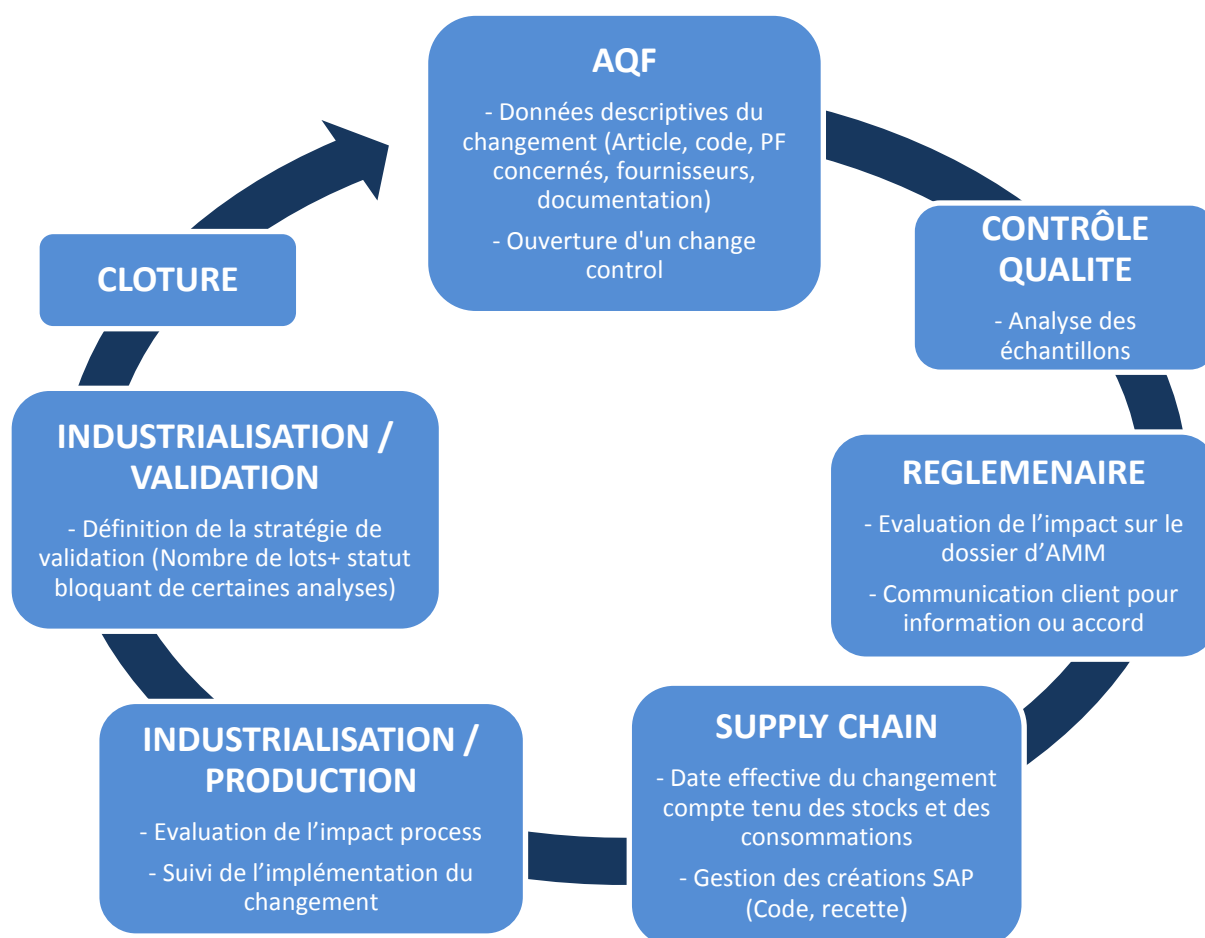 AQF
- Données descriptives du
changement (Article, code, PF
concernés, fournisseurs,
documentation)
- Ouverture d'un change
control
CONTRÔLE
QUALITE
- Analyse des
échantillons
REGLEMENAIRE
- Evaluation de l’impact sur le
dossier d’AMM
- Communication client pour
information ou accord
SUPPLY CHAIN
- Date effective du changement
compte tenu des stocks et des
consommations
- Gestion des créations SAP
(Code, recette)
INDUSTRIALISATION /
PRODUCTION
- Evaluation de l’impact process
- Suivi de l’implémentation du
changement
INDUSTRIALISATION /
VALIDATION
- Définition de la stratégie de
validation (Nombre de lots+ statut
bloquant de certaines analyses)
CLOTURE